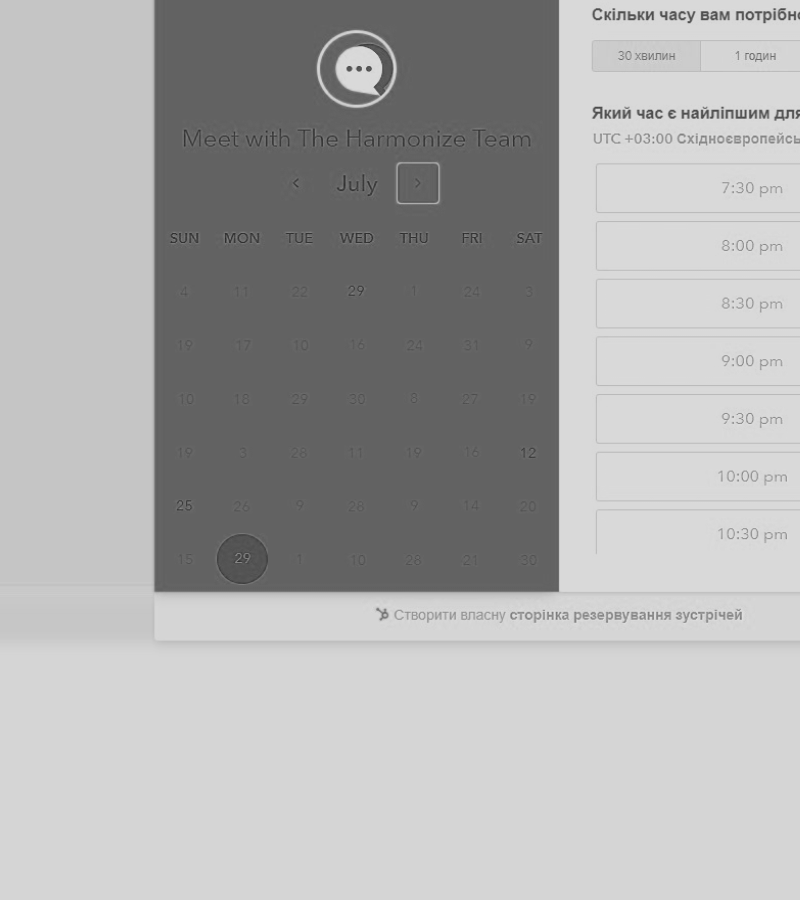 Meet with The Harmonize Team
July
SUN MON TUE WED THU FRI SAT
4 11 22 29 1 24 3
19 17 10 16 24 31 9
10 18 29 30 8 27 19
19 3 28 11 19 16 12
25 26 9 28 9 14 20
15 29 1 10 26 21 30
Скільки часу вам потрібно
30 хвилин 1 годин
Який час є найліпшим для
UTC +03:00
7:30 pm
8:00 pm
8:30 pm
9:00 pm
9:30 pm
10:00 pm
10:30 pm
Створити власну сторінка резервування зустрічей